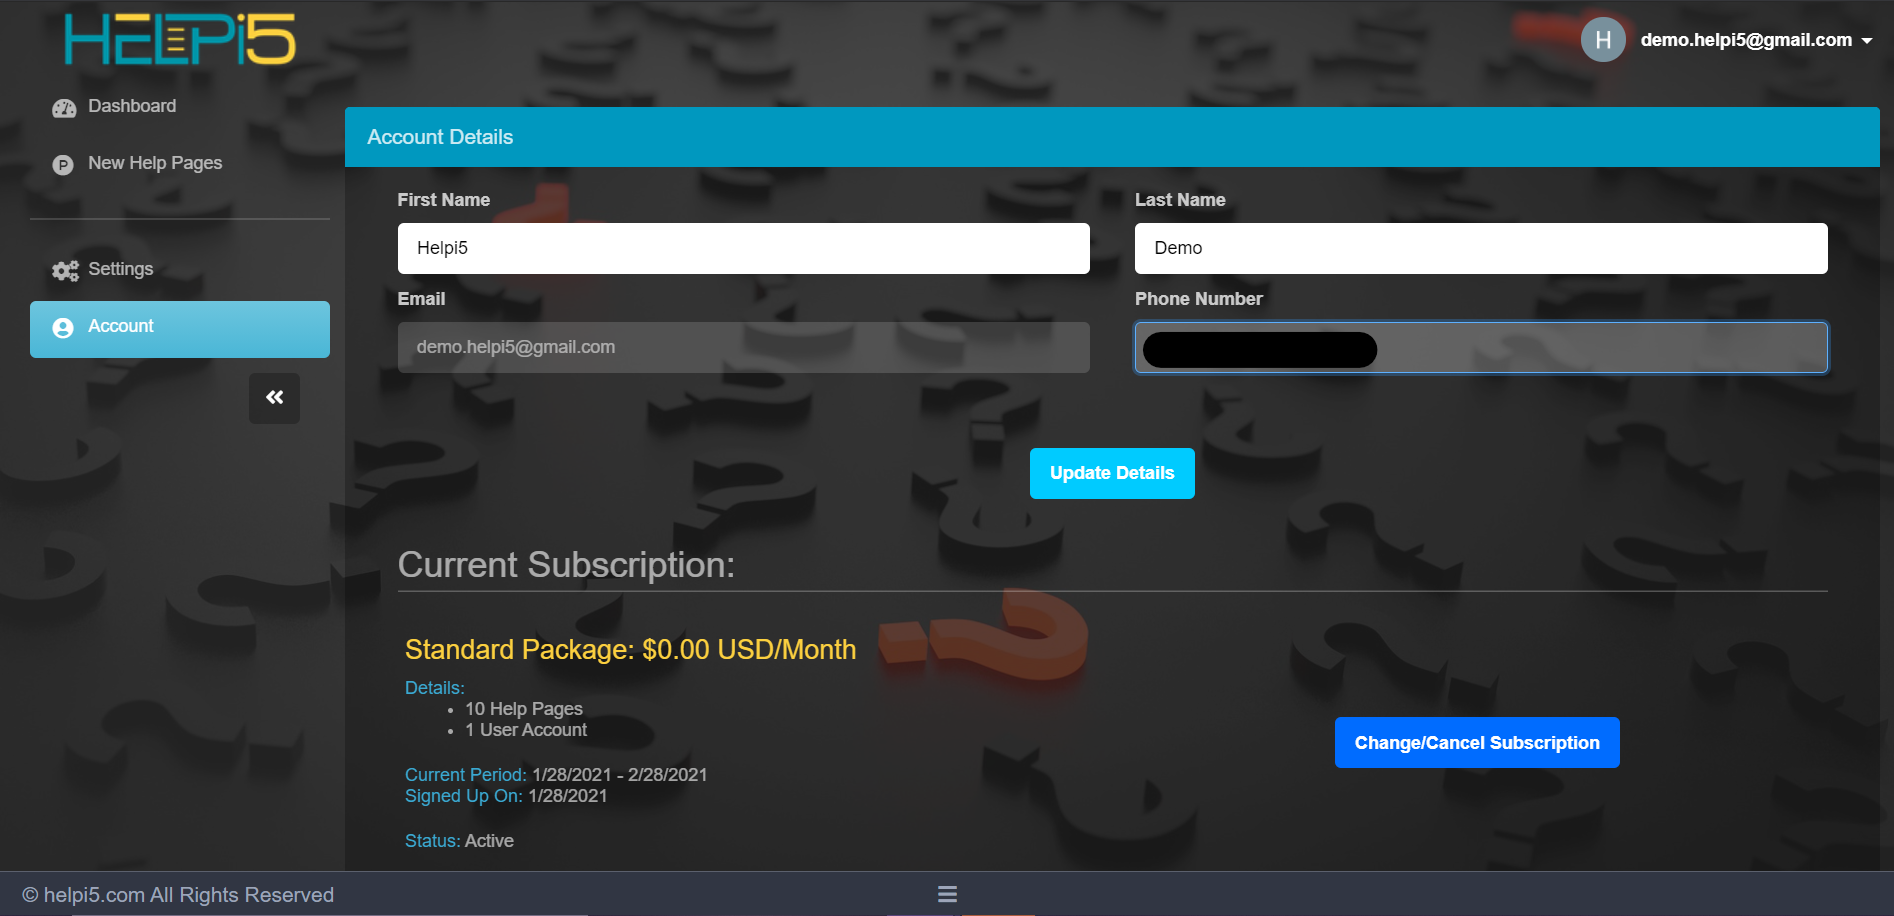 HELPi5
H
demo.helpi5@gmail.com
Dashboard
P
New Help Pages
Settings
Account
Account Details
First Name
Last Name
Helpi5
Demo
Email
Phone Number
demo.helpi5@gmail.com
Update Details
Current Subscription:
Standard Package: $0.00 USD/Month
Details:
• 10 Help Pages
• 1 User Account
Change/Cancel Subscription
Current Period: 1/28/2021 - 2/28/2021
Signed Up On: 1/28/2021
Status: Active
© helpi5.com All Rights Reserved